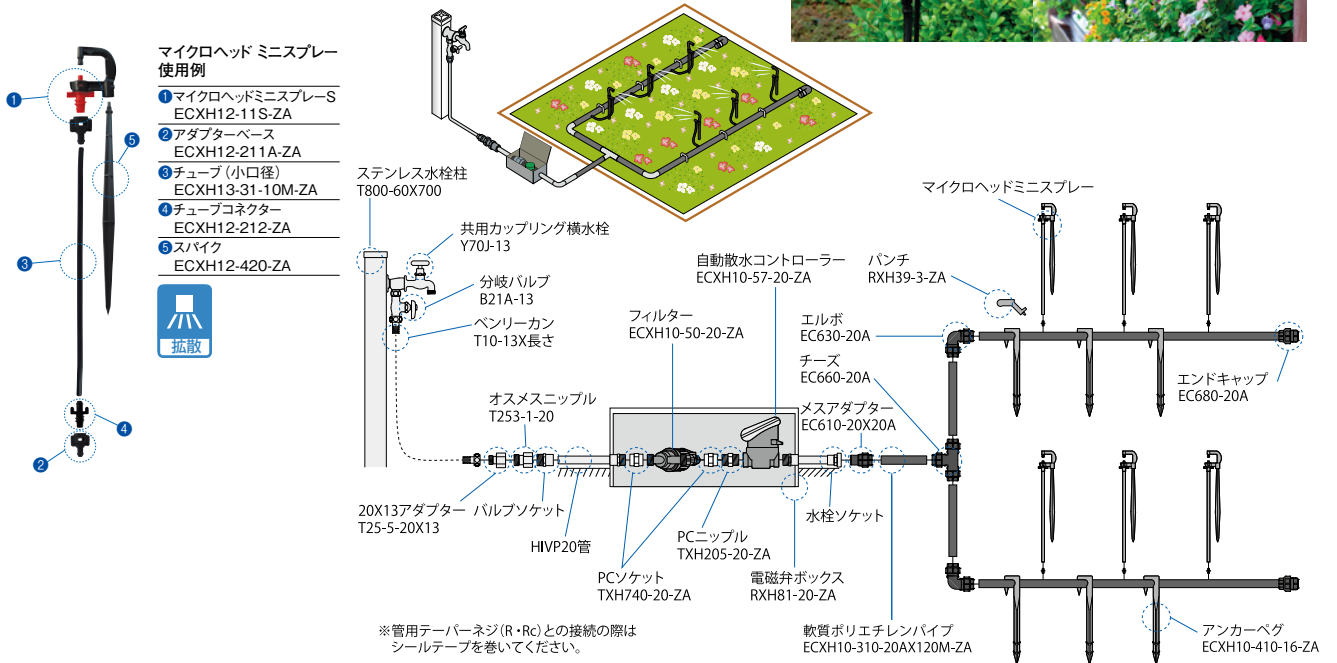 マイクロヘッド ミニスプレー
使用例
①マイクロヘッドミニスプレーS
ECXH12-11S-ZA
②アダプターベース
ECXH12-211A-ZA
③チューブ(小口径)
ECXH13-31-10M-ZA
④チューブコネクター
ECXH12-212-ZA
⑤スパイク
ECXH12-420-ZA
拡散
1
5
3
4
2
ステンレス水栓柱
T800-60X700
共用カップリング横水栓
Y70J-13
分岐バルブ
B21A-13
ベンリーカン
T10-13X長さ
オスメスニップル
T253-1-20
フィルター
ECXH10-50-20-ZA
自動散水コントローラー
ECXH10-57-20-ZA
マイクロヘッドミニスプレー
パンチ
RXH39-3-ZA
エルボ
EC630-20A
チーズ
EC660-20A
メスアダプター
EC610-20X20A
エンドキャップ
EC680-20A
20X13アダプター
T25-5-20X13
バルブソケット
HIVP20管
PCソケット
TXH740-20-ZA
PCニップル
TXH205-20-ZA
電磁弁ボックス
RXH81-20-ZA
水栓ソケット
軟質ポリエチレンパイプ
ECXH10-310-20AX120M-ZA
アンカーペグ
ECXH10-410-16-ZA
※管用テーパーネジ(R・Rc)との接続の際は
シールテープを巻いてください。